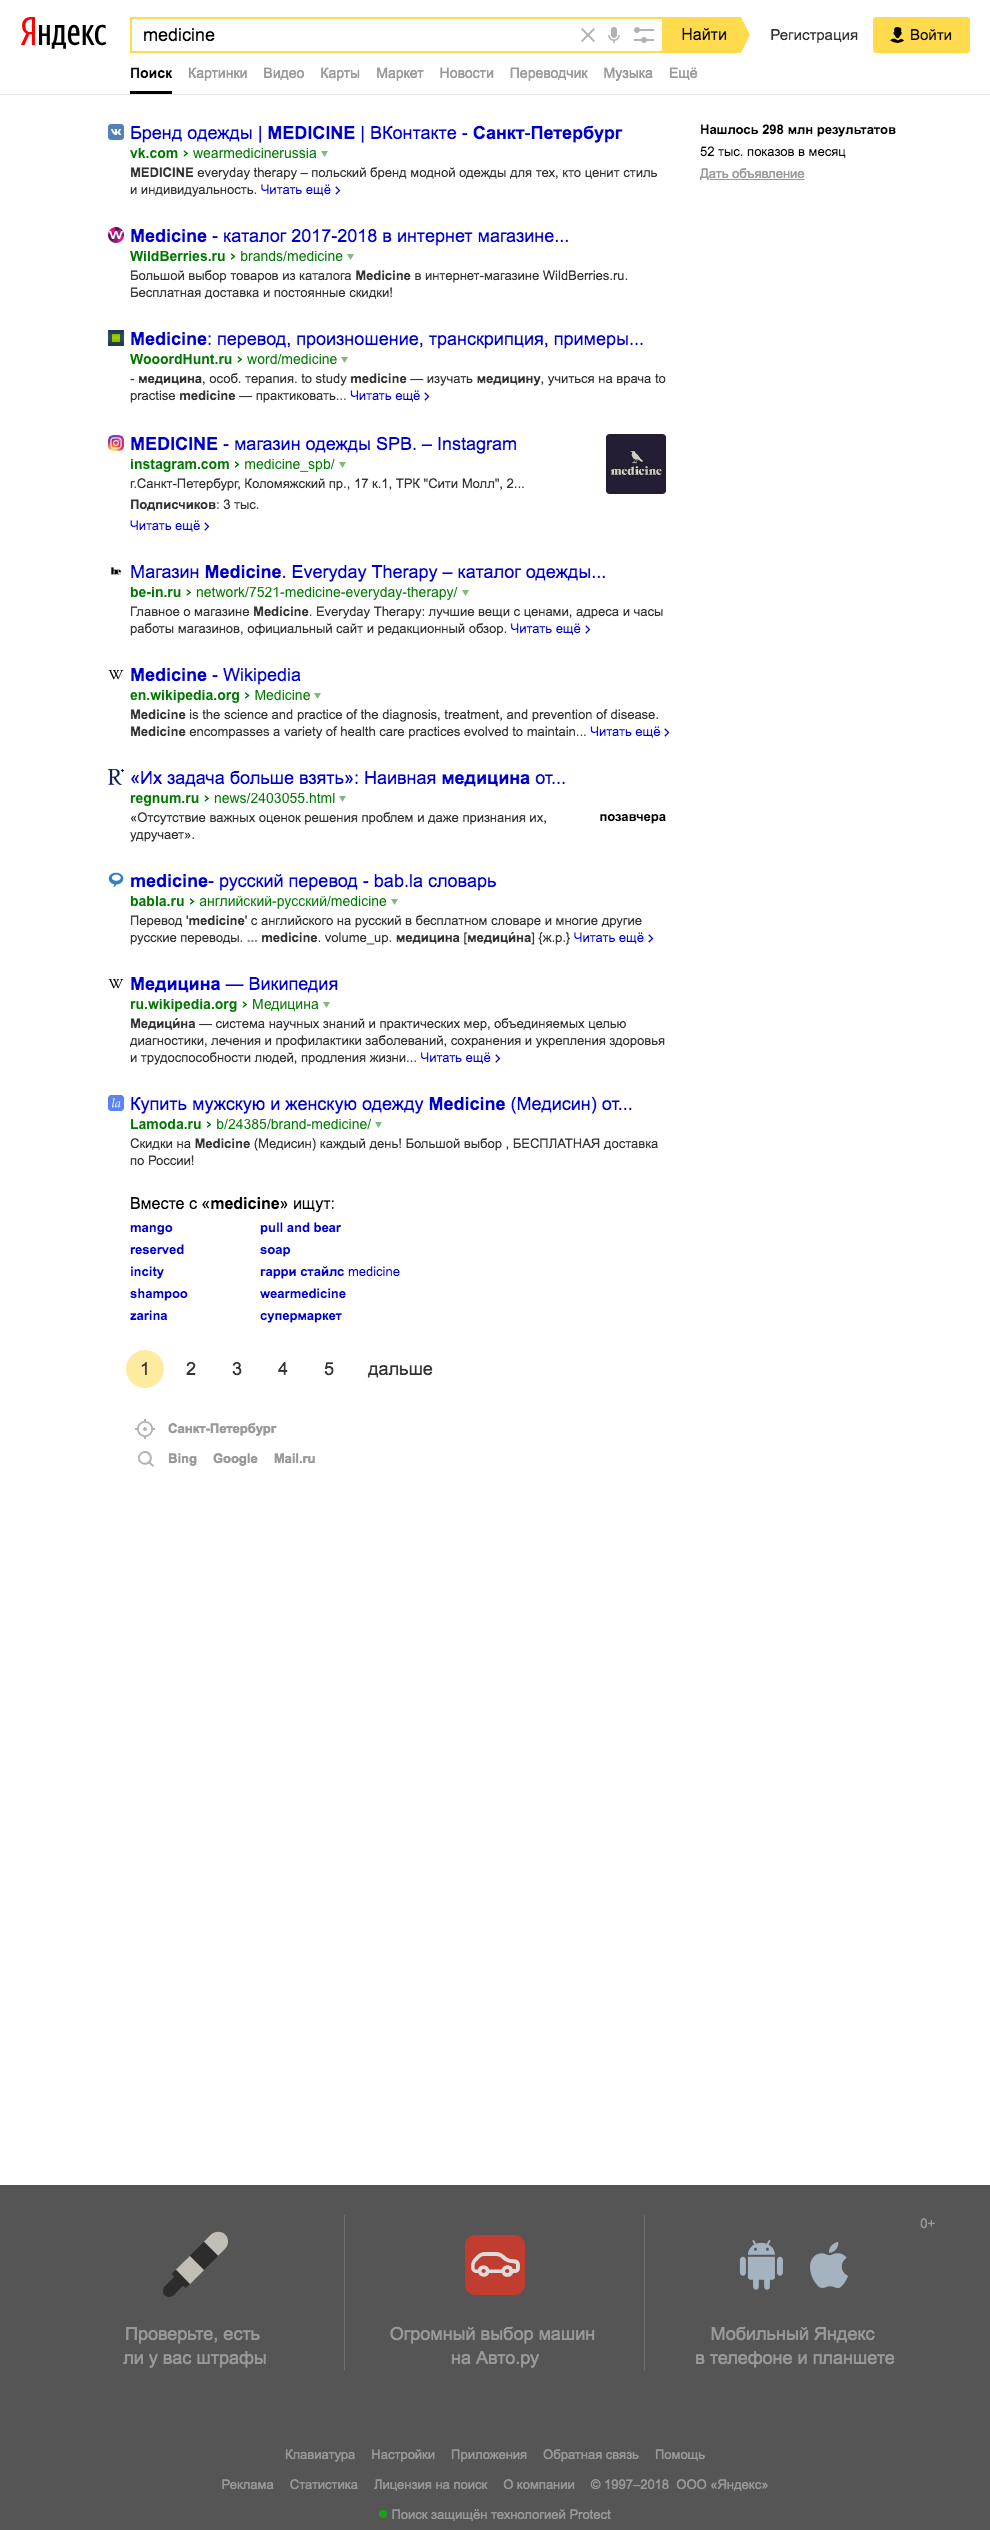 Яндекс
medicine
Найти
Регистрация
Войти
Поиск Картинки Видео Карты Маркет Новости Переводчик Музыка Ещё
Бренд одежды | MEDICINE | ВКонтакте - Санкт-Петербург
vk.com › wearmedicinerussia
MEDICINE everyday therapy – польский бренд модной одежды для тех, кто ценит стиль
и индивидуальность. Читать ещё ›
Нашлось 298 млн результатов
52 тыс. показов в месяц
Дать объявление
Medicine - каталог 2017-2018 в интернет магазине...
WildBerries.ru › brands/medicine
Большой выбор товаров из каталога Medicine в интернет-магазине WildBerries.ru.
Бесплатная доставка и постоянные скидки!
Medicine: перевод, произношение, транскрипция, примеры...
WooordHunt.ru › word/medicine
- медицина, особ. терапия. to study medicine — изучать медицину, учиться на врача to
practise medicine — практиковать... Читать ещё ›
MEDICINE - магазин одежды SPB. – Instagram
instagram.com › medicine_spb/
г.Санкт-Петербург, Коломяжский пр., 17 к.1, ТРК "Сити Молл", 2...
Подписчиков: 3 тыс.
Читать ещё ›
medicine
Магазин Medicine. Everyday Therapy – каталог одежды...
be-in.ru › network/7521-medicine-everyday-therapy/
Главное о магазине Medicine. Everyday Therapy: лучшие вещи с ценами, адреса и часы
работы магазинов, официальный сайт и редакционный обзор. Читать ещё ›
Medicine - Wikipedia
en.wikipedia.org › Medicine
Medicine is the science and practice of the diagnosis, treatment, and prevention of disease.
Medicine encompasses a variety of health care practices evolved to maintain... Читать ещё ›
«Их задача больше взять»: Наивная медицина от...
regnum.ru › news/2403055.html
«Отсутствие важных оценок решения проблем и даже признания их,
удручает».
позавчера
medicine- русский перевод - bab.la словарь
babla.ru › английский-русский/medicine
Перевод 'medicine' с английского на русский в бесплатном словаре и многие другие
русские переводы. ... medicine. volume_up. медицина [медици́на] {ж.р.} Читать ещё ›
Медицина — Википедия
ru.wikipedia.org › Медицина
Медици́на — система научных знаний и практических мер, объединяемых целью
диагностики, лечения и профилактики заболеваний, сохранения и укрепления здоровья
и трудоспособности людей, продления жизни... Читать ещё ›
Купить мужскую и женскую одежду Medicine (Медисин) от...
Lamoda.ru › b/24385/brand-medicine/
Скидки на Medicine (Медисин) каждый день! Большой выбор , БЕСПЛАТНАЯ доставка
по России!
Вместе с «medicine» ищут:
mango pull and bear
reserved soap
incity гарри стайлс medicine
shampoo wearmedicine
zarina супермаркет
1 2 3 4 5 дальше
Санкт-Петербург
Bing Google Mail.ru
0+
Проверьте, есть
ли у вас штрафы
Огромный выбор машин
на Авто.ру
Мобильный Яндекс
в телефоне и планшете
Клавиатура Настройки Приложения Обратная связь Помощь
Реклама Статистика Лицензия на поиск О компании © 1997–2018 ООО «Яндекс»
Поиск защищён технологией Protect